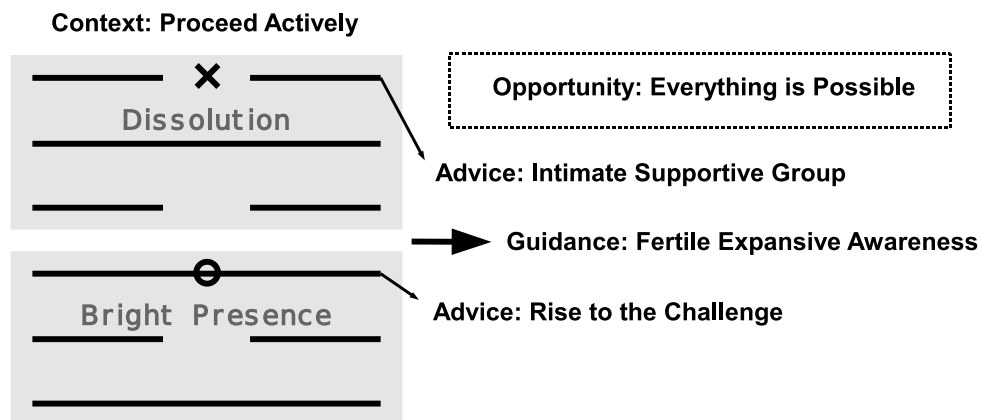 Context: Proceed Actively
Opportunity: Everything is Possible
Dissolution
Advice: Intimate Supportive Group
Guidance: Fertile Expansive Awareness
Advice: Rise to the Challenge
Bright Presence